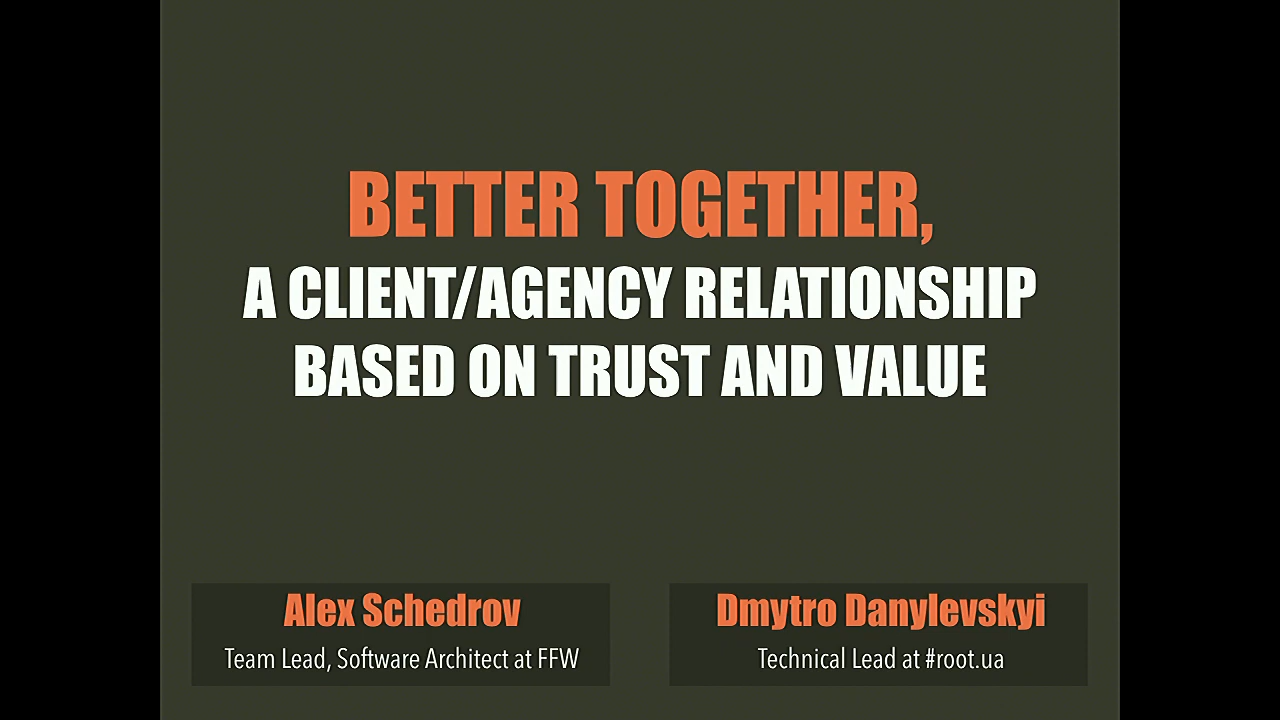 BETTER TOGETHER,
A CLIENT/AGENCY RELATIONSHIP
BASED ON TRUST AND VALUE
Alex Schedrov
Team Lead, Software Architect at FFW
Dmytro Danylevskyi
Technical Lead at #root.ua